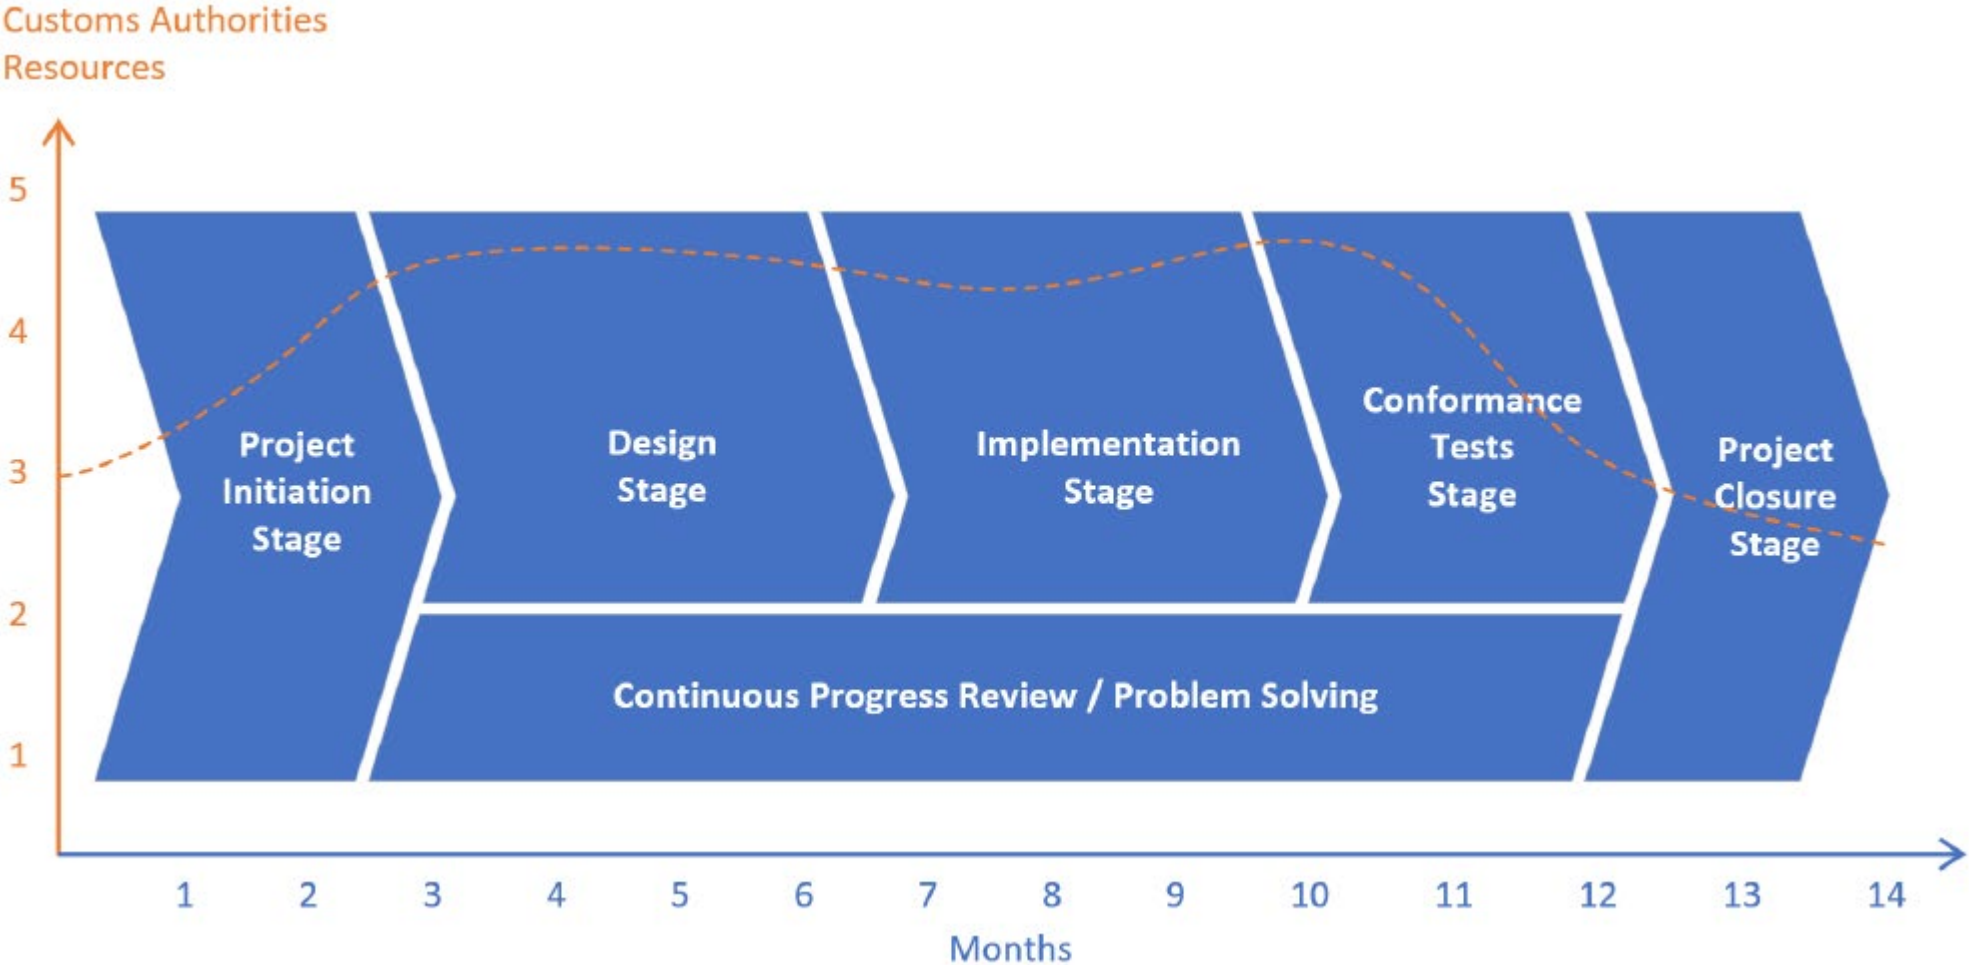 Customs Authorities
Resources
5
4
3
2
1
Project
Initiation
Stage
Design
Stage
Implementation
Stage
Conformance
Tests
Stage
Project
Closure
Stage
Continuous Progress Review / Problem Solving
1 2 3 4 5 6 7 8 9 10 11 12 13 14
Months